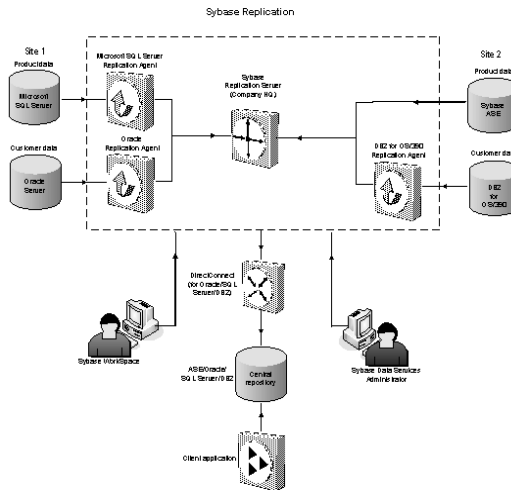 Sybase Replication
Site 1
Product data
Microsoft
SQL Server
Customer data
Oracle
Server
Microsoft SQL Server
Replication Agent
Oracle
Replication Agent
Sybase
Replication Server
(Company HQ)
DB2 for OS/390
Replication Agent
Site 2
Product data
Sybase
ASE
Customer data
DB2
for
OS/390
DirectConnect
(for Oracle/SQL
Server/DB2)
Sybase WorkSpace
Sybase Data Services
Administrator
ASE/Oracle/
SQL Server/DB2
Central
repository
Client application